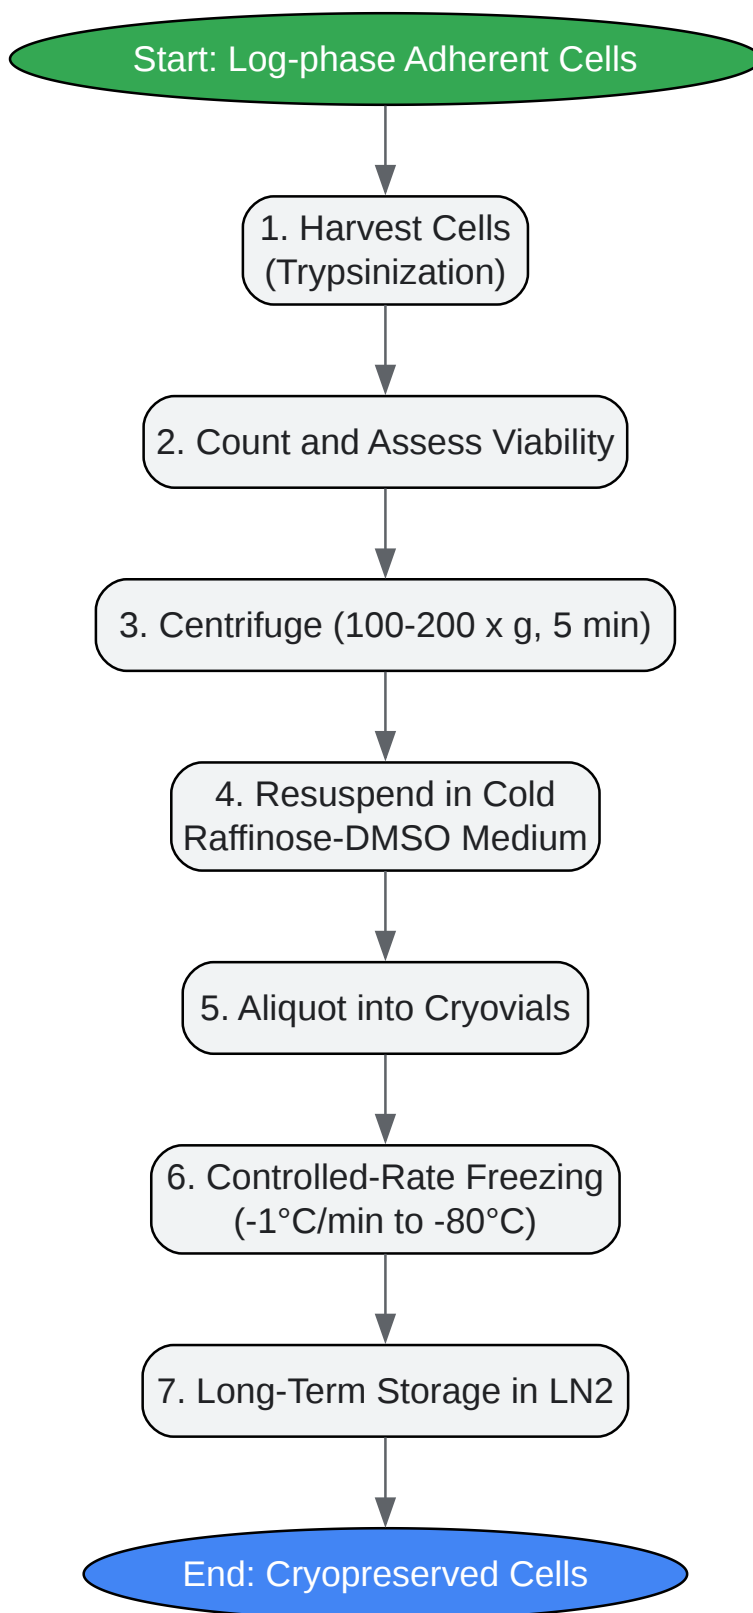 Start: Log-phase Adherent Cells
1. Harvest Cells
(Trypsinization)
2. Count and Assess Viability
3. Centrifuge (100-200 x g, 5 min)
4. Resuspend in Cold
Raffinose-DMSO Medium
5. Aliquot into Cryovials
6. Controlled-Rate Freezing
(-1°C/min to -80°C)
7. Long-Term Storage in LN2
End: Cryopreserved Cells